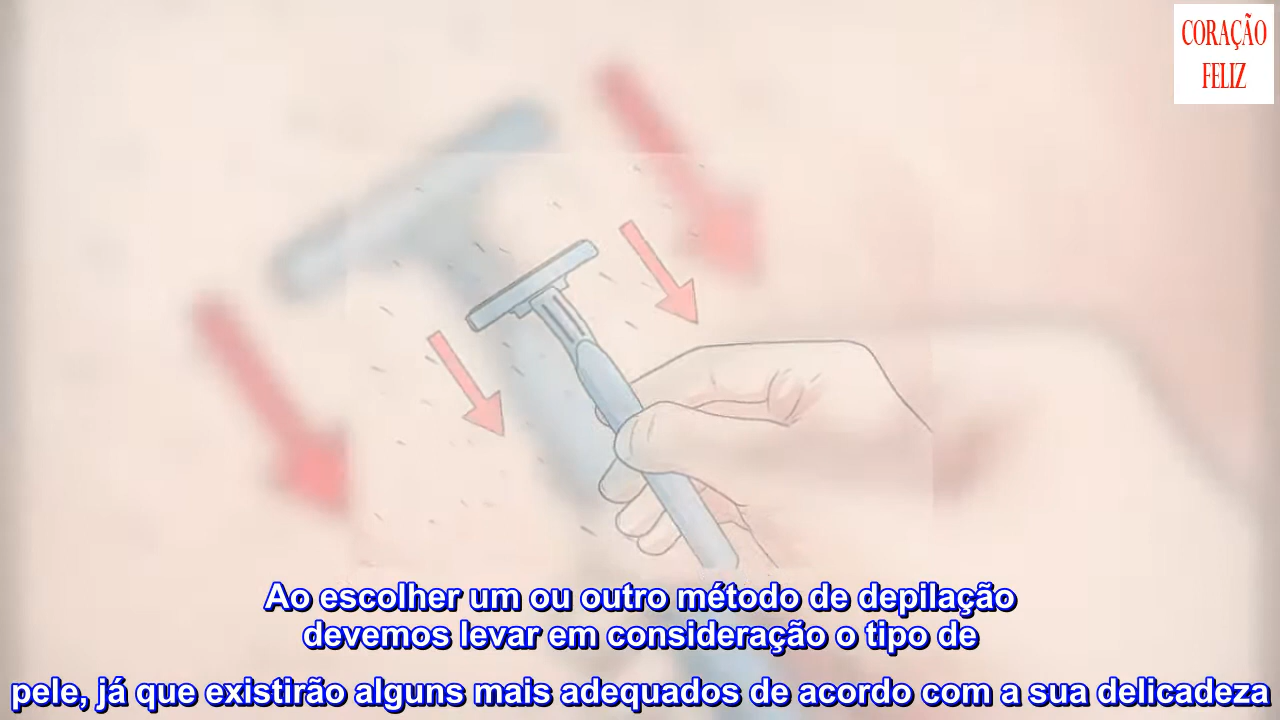 CORAÇÃO
FELIZ
Ao escolher um ou outro método de depilação
devemos levar em consideração o tipo de
pele, já que existirão alguns mais adequados de acordo com a sua delicadeza